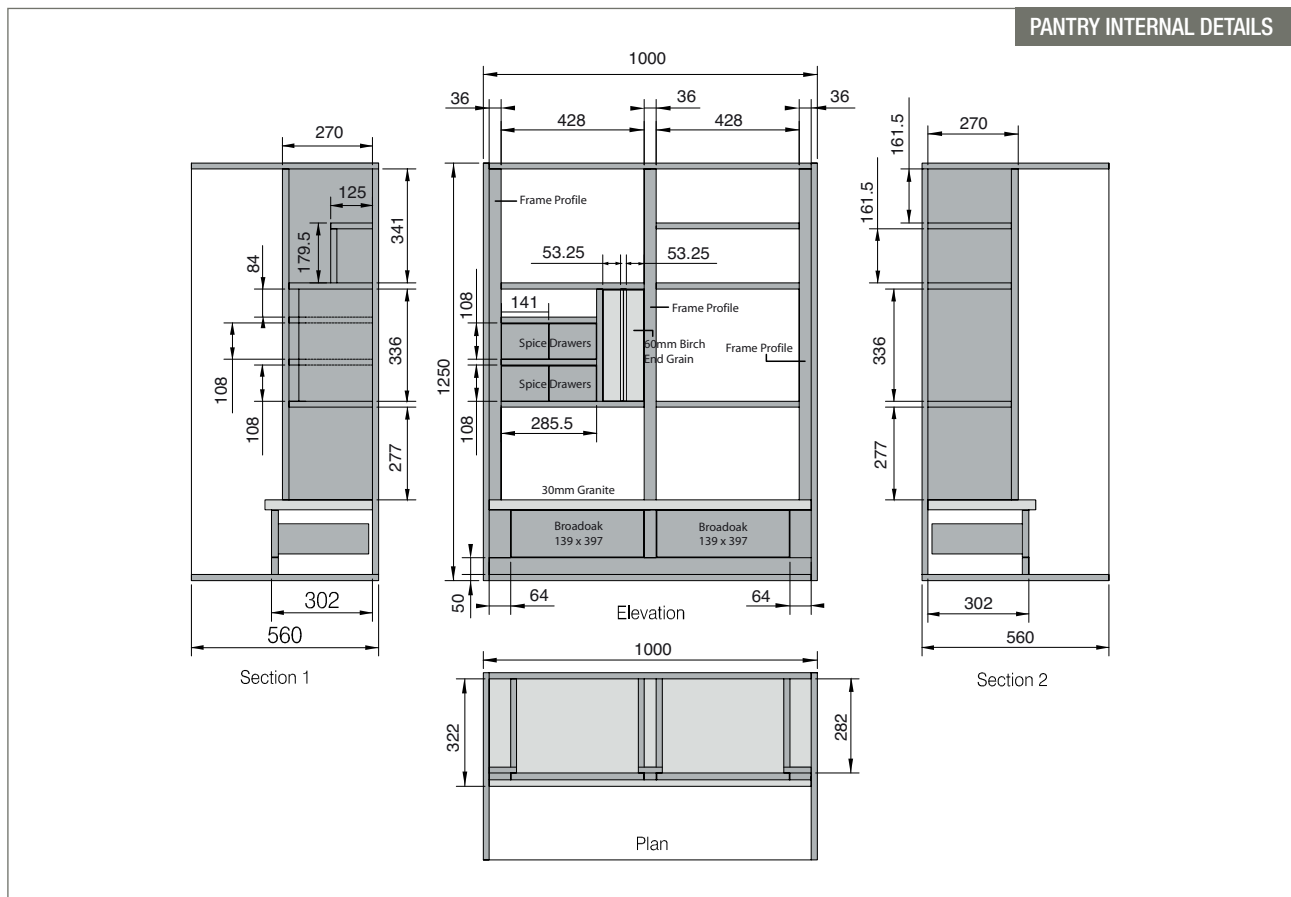 PANTRY INTERNAL DETAILS
1000
36
36
36
428
428
270
125
179.5
84
341
108
336
108
108
277
302
560
Section 1
1250
Frame Profile
53.25
53.25
141
108
Spice Drawers
Spice Drawers
108
285.5
Frame Profile
60mm Birch
End Grain
Frame Profile
30mm Granite
Broadoak
139 x 397
Broadoak
139 x 397
50
64
64
Elevation
161.5
270
161.5
336
277
302
560
Section 2
1000
322
282
Plan